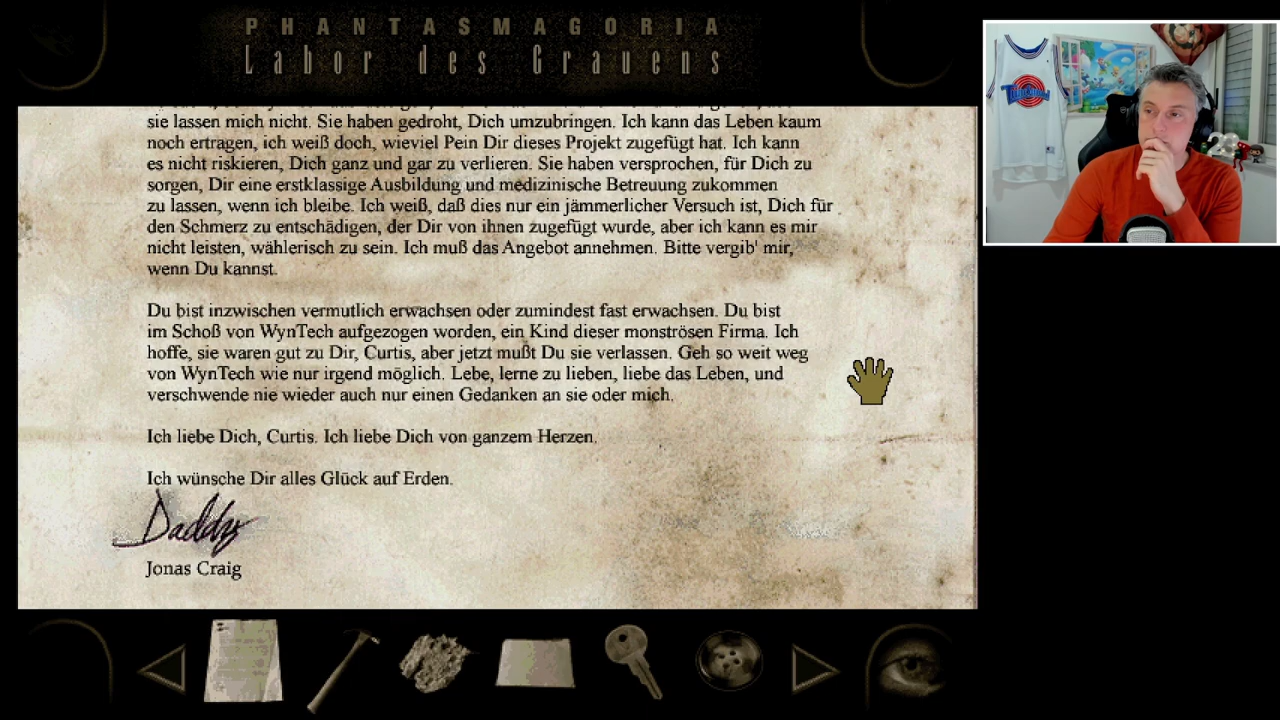 PHANTASMAGORIA
Labor des Grauens
sie lassen mich nicht. Sie haben gedroht, Dich umzubringen. Ich kann das Leben kaum
noch ertragen, ich weiß doch, wieviel Pein Dir dieses Projekt zugefügt hat. Ich kann
es nicht riskieren, Dich ganz und gar zu verlieren. Sie haben versprochen, für Dich zu
sorgen, Dir eine erstklassige Ausbildung und medizinische Betreuung zukommen
zu lassen, wenn ich bleibe. Ich weiß, daß dies nur ein jämmerlicher Versuch ist, Dich für
den Schmerz zu entschädigen, der Dir von ihnen zugefügt wurde, aber ich kann es mir
nicht leisten, wählerisch zu sein. Ich muß das Angebot annehmen. Bitte vergib' mir,
wenn Du kannst.
Du bist inzwischen vermutlich erwachsen oder zumindest fast erwachsen. Du bist
im Schoß von WynTech aufgezogen worden, ein Kind dieser monströsen Firma. Ich
hoffe, sie waren gut zu Dir, Curtis, aber jetzt mußt Du sie verlassen. Geh so weit weg
von WynTech wie nur irgend möglich. Lebe, lerne zu lieben, liebe das Leben, und
verschwende nie wieder auch nur einen Gedanken an sie oder mich.
Ich liebe Dich, Curtis. Ich liebe Dich von ganzem Herzen.
Ich wünsche Dir alles Glück auf Erden.
Daddy
Jonas Craig